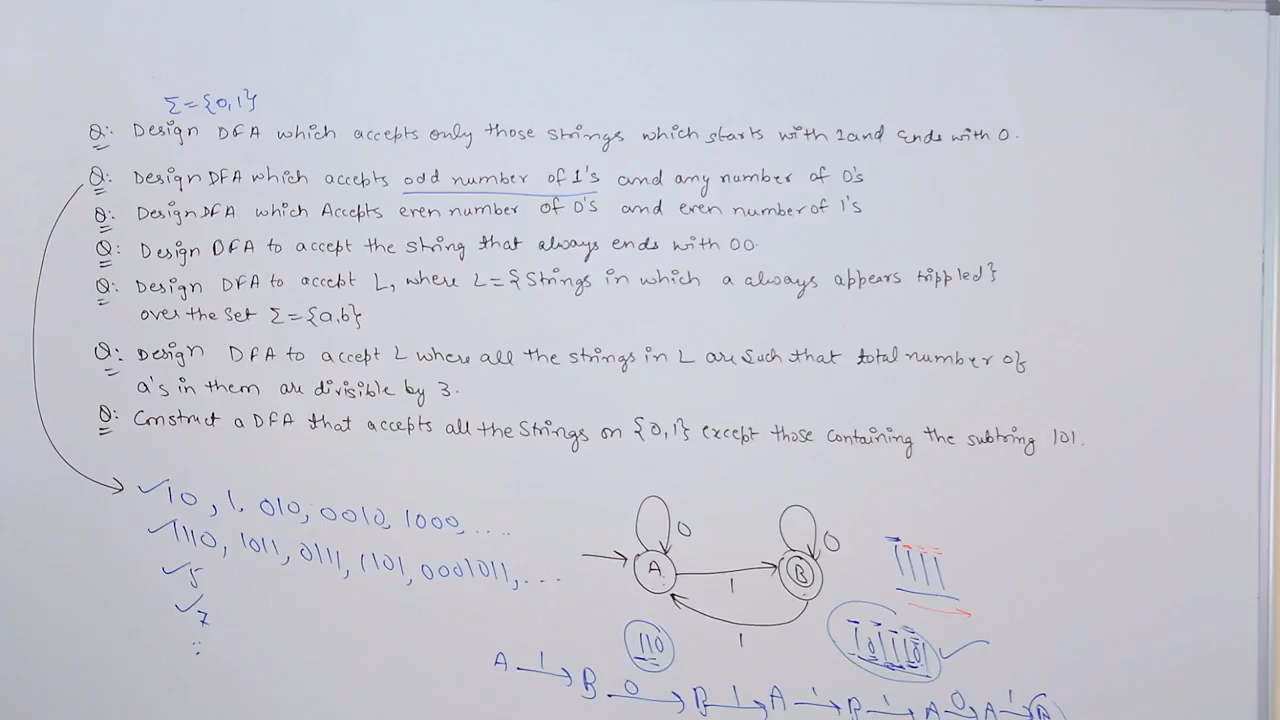 Σ={0,1}
Q: Design DFA which accepts only those strings which starts with 1 and Ends with 0.
Q: Design DFA which accepts odd number of 1's and any number of 0's
Q: Design DFA which Accepts even number of 0's and even number of 1's
Q: Design DFA to accept the string that always ends with 00.
Q: Design DFA to accept L, where L={Strings in which a always appears trippled}
over the set Σ={a,b}
Q: Design DFA to accept L where all the strings in L are such that total number of
a's in them are divisible by 3.
Q: Construct a DFA that accepts all the strings on {0,1} except those containing the substring 101.
✓10, 1, 010, 0010, 1000, ....
✓1110, 1011, 0111, 1101, 0001011, ...
✓5
✓7
A 0 1 B 0 1
1111
110
1011101 ✓
A 1 B 0 B 1 A 1 B 1 A 0 A 1 B